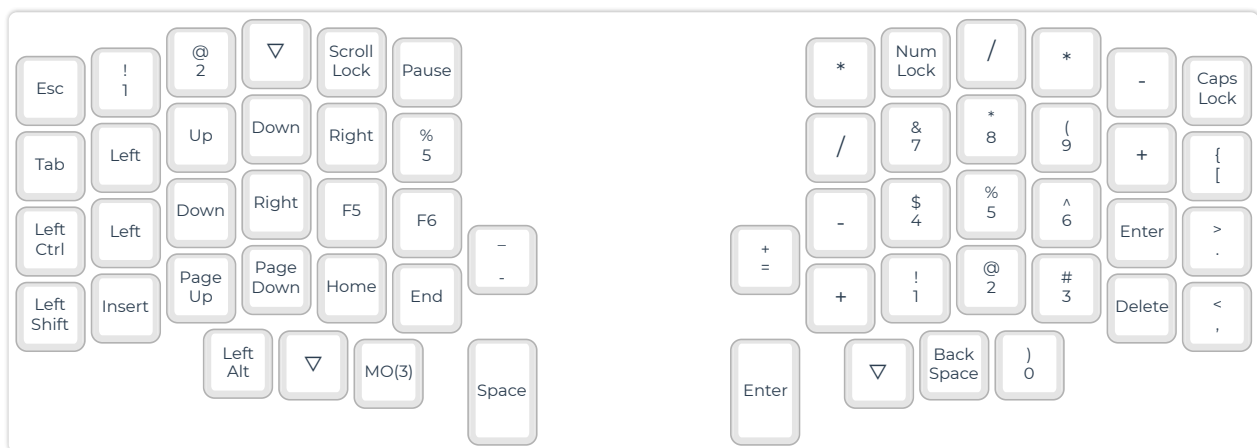 Esc
!
1
@
2
▽
Scroll
Lock
Pause
*
Num
Lock
/
*
-
Caps
Lock
Tab
Left
Up
Down
Right
%
5
/
&
7
*
8
(
9
+
{
[
Left
Ctrl
Left
Down
Right
F5
F6
_
-
+
=
-
$
4
%
5
^
6
Enter
>
.
Left
Shift
Insert
Page
Up
Page
Down
Home
End
+
!
1
@
2
#
3
Delete
<
,
Left
Alt
▽
MO(3)
Space
Enter
▽
Back
Space
)
0